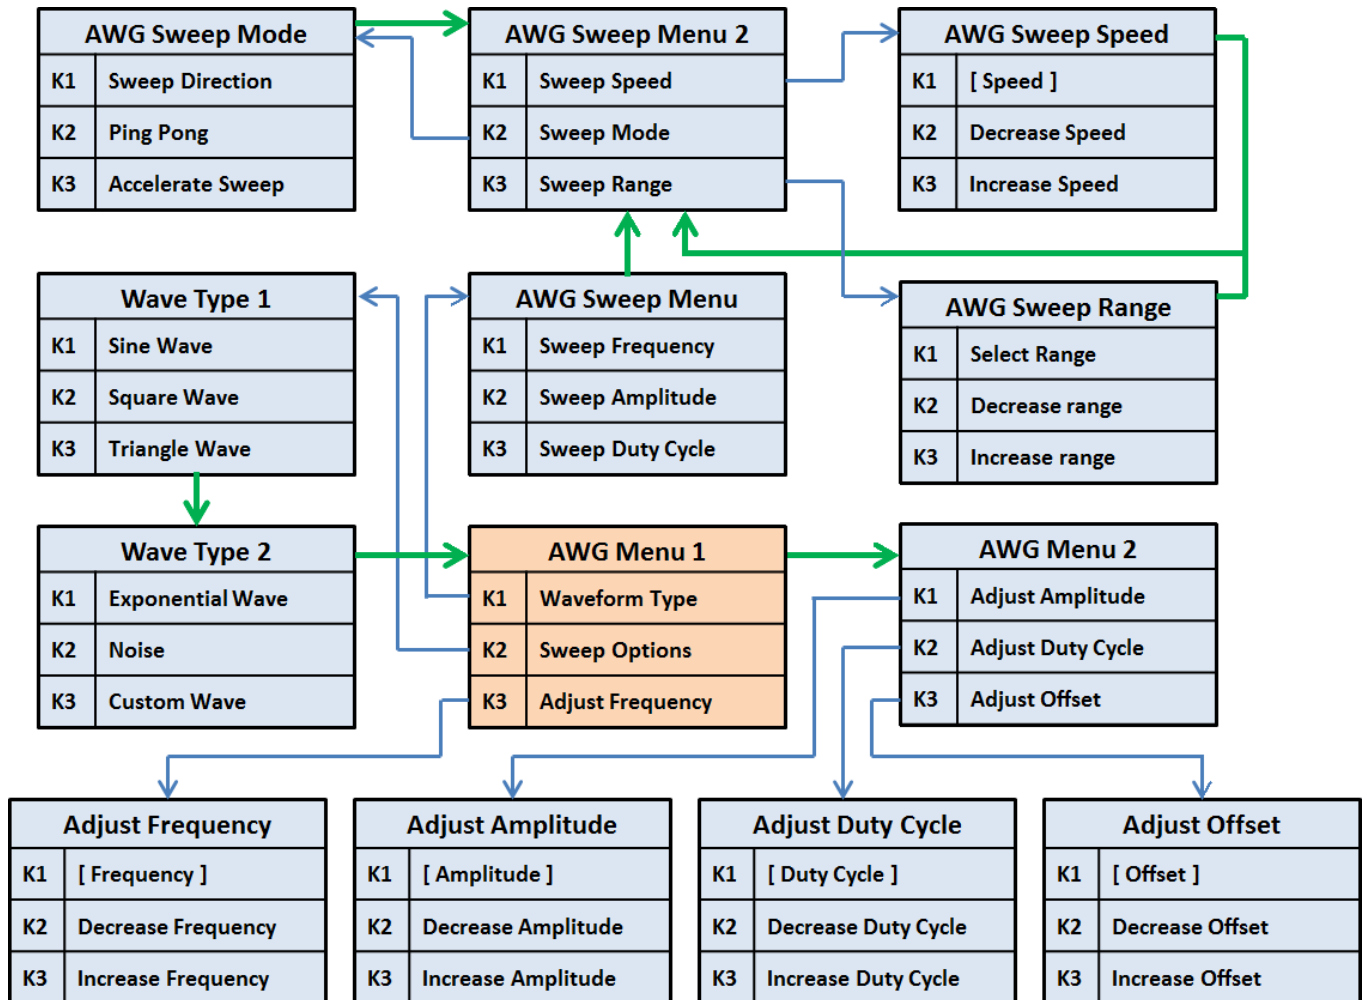 AWG Sweep Mode
K1 Sweep Direction
K2 Ping Pong
K3 Accelerate Sweep
AWG Sweep Menu 2
K1 Sweep Speed
K2 Sweep Mode
K3 Sweep Range
AWG Sweep Speed
K1 [ Speed ]
K2 Decrease Speed
K3 Increase Speed
Wave Type 1
K1 Sine Wave
K2 Square Wave
K3 Triangle Wave
AWG Sweep Menu
K1 Sweep Frequency
K2 Sweep Amplitude
K3 Sweep Duty Cycle
AWG Sweep Range
K1 Select Range
K2 Decrease range
K3 Increase range
Wave Type 2
K1 Exponential Wave
K2 Noise
K3 Custom Wave
AWG Menu 1
K1 Waveform Type
K2 Sweep Options
K3 Adjust Frequency
AWG Menu 2
K1 Adjust Amplitude
K2 Adjust Duty Cycle
K3 Adjust Offset
Adjust Frequency
K1 [ Frequency ]
K2 Decrease Frequency
K3 Increase Frequency
Adjust Amplitude
K1 [ Amplitude ]
K2 Decrease Amplitude
K3 Increase Amplitude
Adjust Duty Cycle
K1 [ Duty Cycle ]
K2 Decrease Duty Cycle
K3 Increase Duty Cycle
Adjust Offset
K1 [ Offset ]
K2 Decrease Offset
K3 Increase Offset